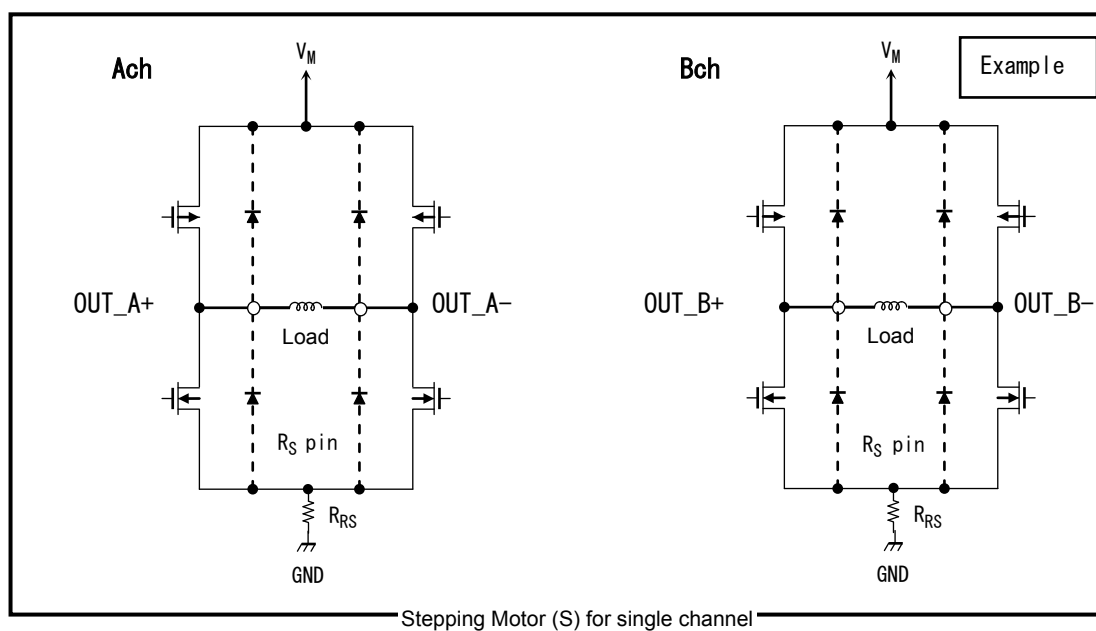 Ach
V_M
OUT_A+
OUT_A-
Load
R_S pin
R_RS
GND
Bch
V_M
Example
OUT_B+
OUT_B-
Load
R_S pin
R_RS
GND
Stepping Motor (S) for single channel